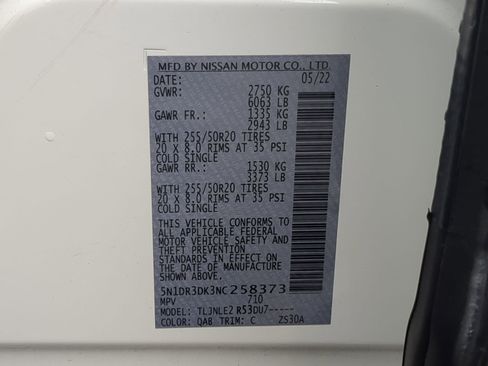 MFD BY NISSAN MOTOR CO., LTD.
DATE: 05/22
GVWR: 2750 KG
6063 LB
GAWR FR.: 1335 KG
2943 LB
WITH 255/50R20 TIRES
20 X 8.0 RIMS AT 35 PSI
COLD SINGLE
GAWR RR.: 1530 KG
3373 LB
WITH 255/50R20 TIRES
20 X 8.0 RIMS AT 35 PSI
COLD SINGLE
THIS VEHICLE CONFORMS TO
ALL APPLICABLE FEDERAL
MOTOR VEHICLE SAFETY AND
THEFT PREVENTION
STANDARDS IN EFFECT ON
THE DATE OF MANUFACTURE
SHOWN ABOVE.
5N1DR3DK3NC258373
MPV 710
MODEL: TLJNLE2 R53DU7-----
COLOR: QAB TRIM: C ZS30A